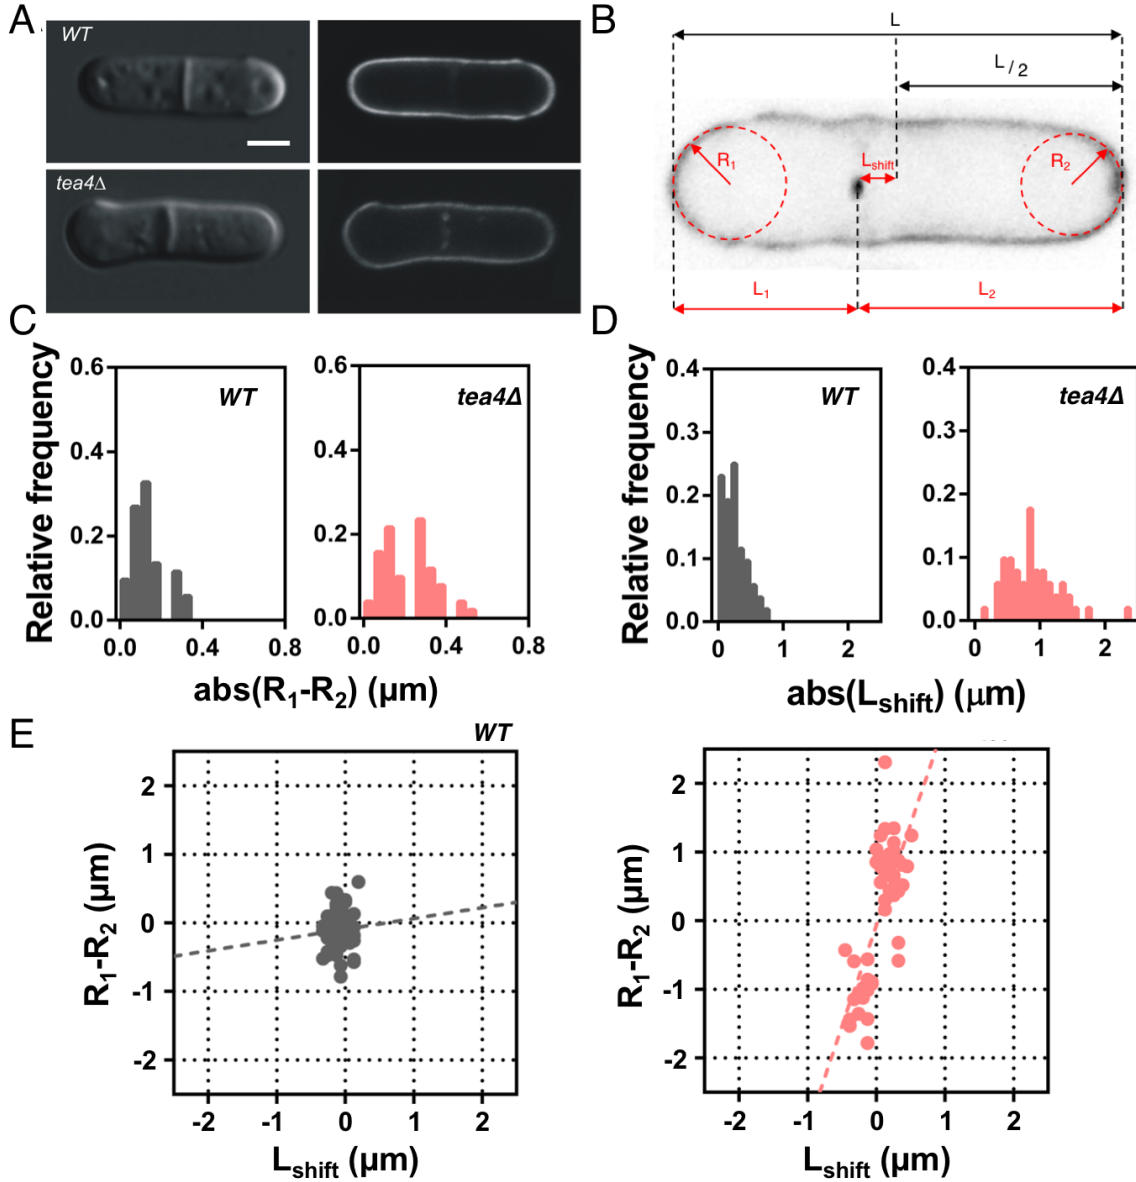 A
WT
tea4Δ
B
L
L / 2
R1
Lshift
R2
L1
L2
C
Relative frequency
0.6
0.4
0.2
0.0
WT
0.0
0.4
0.8
0.6
0.4
0.2
0.0
tea4Δ
0.0
0.4
0.8
abs(R1-R2) (µm)
D
Relative frequency
0.4
0.3
0.2
0.1
0.0
WT
0
1
2
0.4
0.3
0.2
0.1
0.0
tea4Δ
0
1
2
abs(Lshift) (µm)
E
WT
R1-R2 (µm)
2
1
0
-1
-2
-2
-1
0
1
2
Lshift (µm)
R1-R2 (µm)
2
1
0
-1
-2
-2
-1
0
1
2
Lshift (µm)